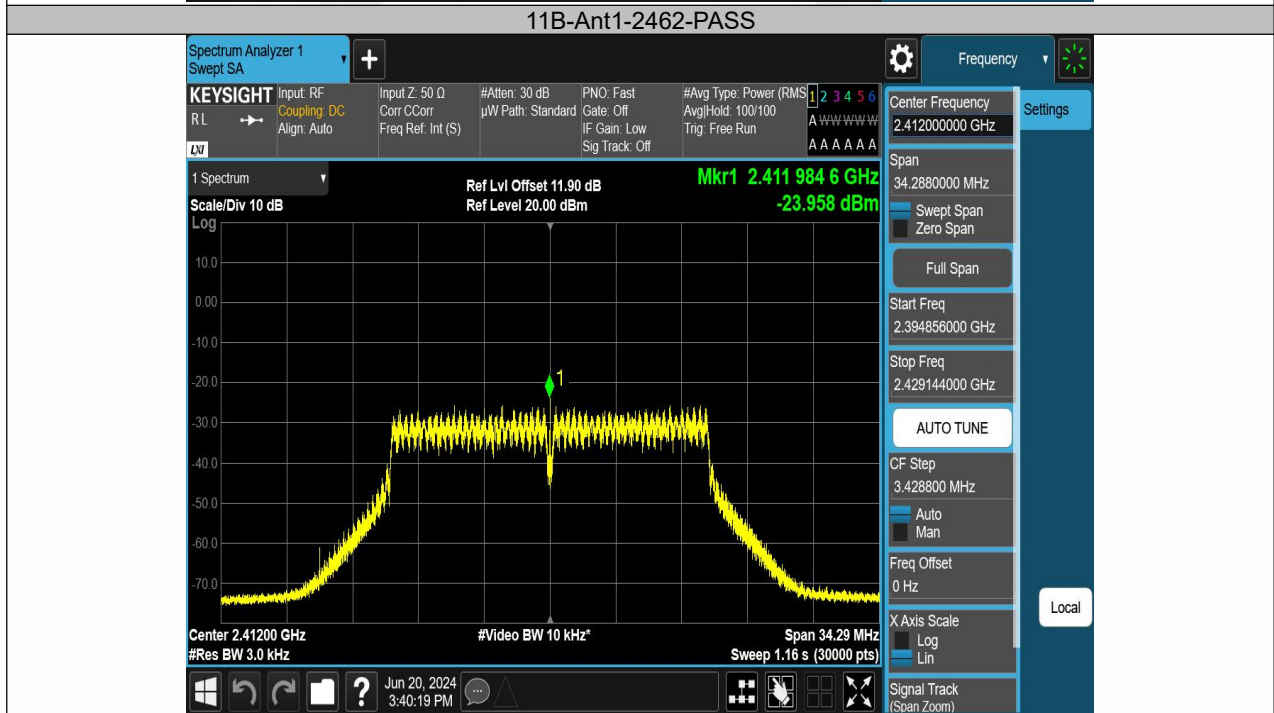 11B-Ant1-2462-PASS
Spectrum Analyzer 1
Swept SA
+
Frequency
KEYSIGHT
RL
LXI
Input: RF
Coupling: DC
Align: Auto
Input Z: 50 Ω
Corr CCorr
Freq Ref: Int (S)
#Atten: 30 dB
µW Path: Standard
PNO: Fast
Gate: Off
IF Gain: Low
Sig Track: Off
#Avg Type: Power (RMS
Avg|Hold: 100/100
Trig: Free Run
1 2 3 4 5 6
A W W W W W
A A A A A A
1 Spectrum
Scale/Div 10 dB
Log
Ref Lvl Offset 11.90 dB
Ref Level 20.00 dBm
Mkr1 2.411 984 6 GHz
-23.958 dBm
10.0
0.00
-10.0
-20.0
-30.0
-40.0
-50.0
-60.0
-70.0
1
Center 2.41200 GHz
#Res BW 3.0 kHz
#Video BW 10 kHz*
Span 34.29 MHz
Sweep 1.16 s (30000 pts)
Center Frequency
2.412000000 GHz
Settings
Span
34.2880000 MHz
Swept Span
Zero Span
Full Span
Start Freq
2.394856000 GHz
Stop Freq
2.429144000 GHz
AUTO TUNE
CF Step
3.428800 MHz
Auto
Man
Freq Offset
0 Hz
X Axis Scale
Log
Lin
Local
Signal Track
(Span Zoom)
?
Jun 20, 2024
3:40:19 PM